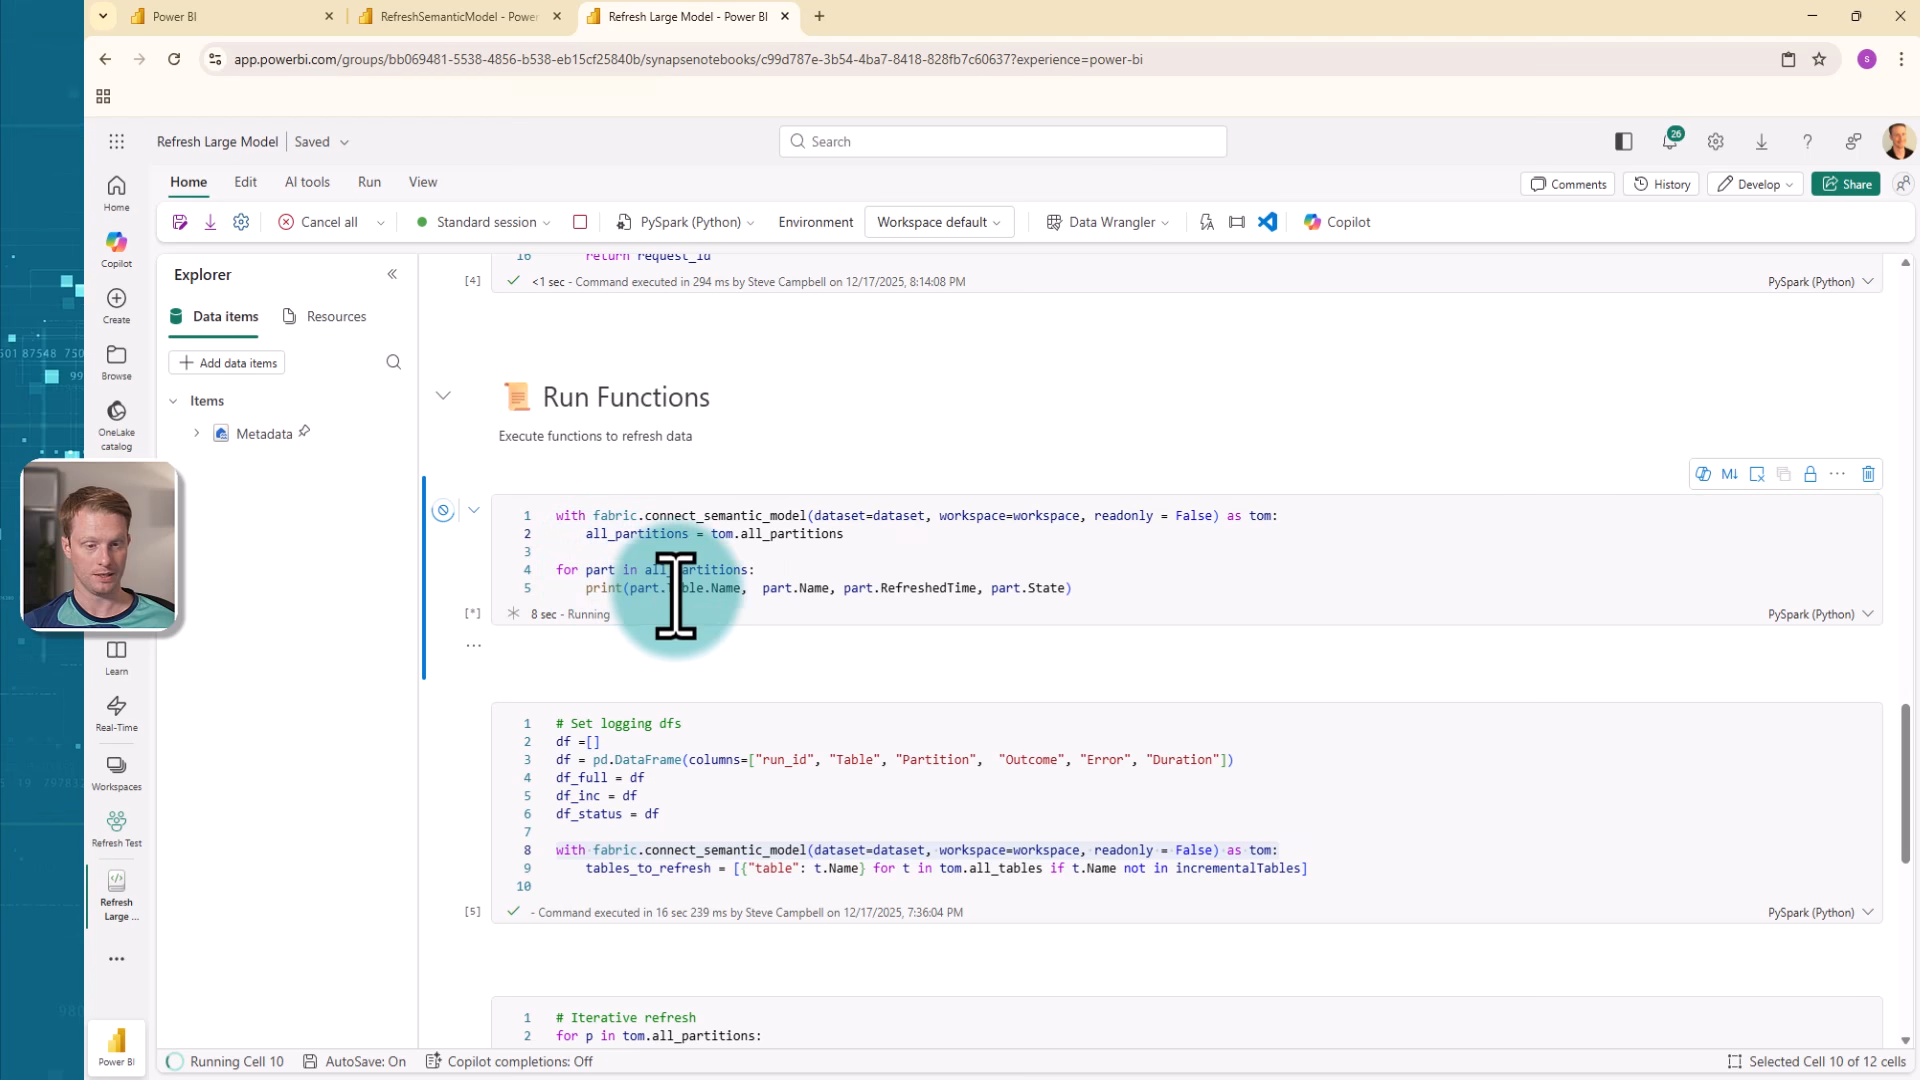 Power BI
RefreshSemanticModel - Power
Refresh Large Model - Power BI
app.powerbi.com/groups/bb069481-5538-4856-b538-eb15cf25840b/synapsenotebooks/c99d787e-3b54-4ba7-8418-828fb7c60637?experience=power-bi
s
Refresh Large Model
Saved
Search
26
Home Edit AI tools Run View
Comments History Develop Share
Cancel all Standard session PySpark (Python) Environment Workspace default Data Wrangler Copilot
Home
Copilot
Create
Browse
OneLake
catalog
Learn
Real-Time
Workspaces
Refresh Test
Refresh
Large ...
Power BI
Explorer
Data items Resources
Add data items
Items
Metadata
16 return request_id
[4] <1 sec - Command executed in 294 ms by Steve Campbell on 12/17/2025, 8:14:08 PM PySpark (Python)
Run Functions
Execute functions to refresh data
1 with fabric.connect_semantic_model(dataset=dataset, workspace=workspace, readonly = False) as tom:
2 all_partitions = tom.all_partitions
3
4 for part in all_partitions:
5 print(part.Table.Name, part.Name, part.RefreshedTime, part.State)
[*] 8 sec - Running PySpark (Python)
1 # Set logging dfs
2 df =[]
3 df = pd.DataFrame(columns=["run_id", "Table", "Partition", "Outcome", "Error", "Duration"])
4 df_full = df
5 df_inc = df
6 df_status = df
7
8 with fabric.connect_semantic_model(dataset=dataset, workspace=workspace, readonly = False) as tom:
9 tables_to_refresh = [{"table": t.Name} for t in tom.all_tables if t.Name not in incrementalTables]
10
[5] - Command executed in 16 sec 239 ms by Steve Campbell on 12/17/2025, 7:36:04 PM PySpark (Python)
1 # Iterative refresh
2 for p in tom.all_partitions:
Running Cell 10 AutoSave: On Copilot completions: Off Selected Cell 10 of 12 cells